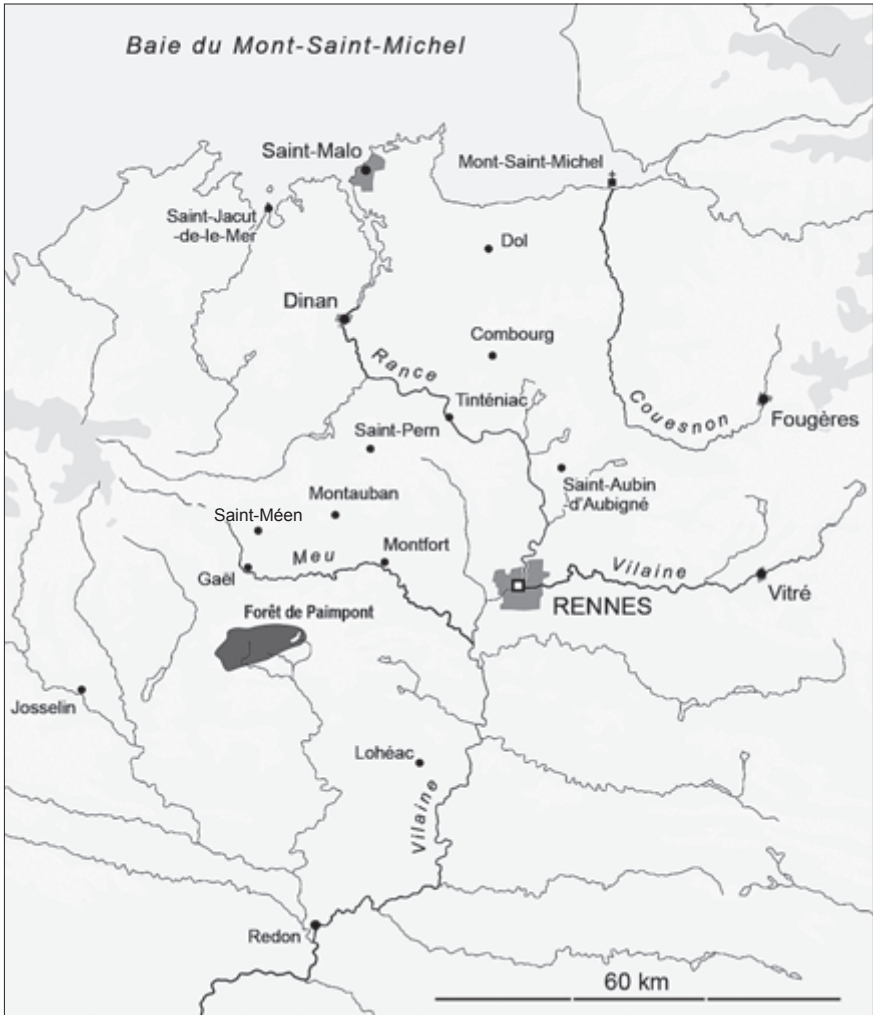 Baie du Mont-Saint-Michel
Saint-Malo
Mont-Saint-Michel
Saint-Jacut
-de-le-Mer
Dol
Dinan
Combourg
Rance
Tinténiac
Couesnon
Fougères
Saint-Pern
Saint-Aubin
-d'Aubigné
Montauban
Saint-Méen
Meu
Montfort
Gaël
Vilaine
RENNES
Vitré
Forêt de Paimpont
Josselin
Lohéac
Vilaine
Redon
60 km